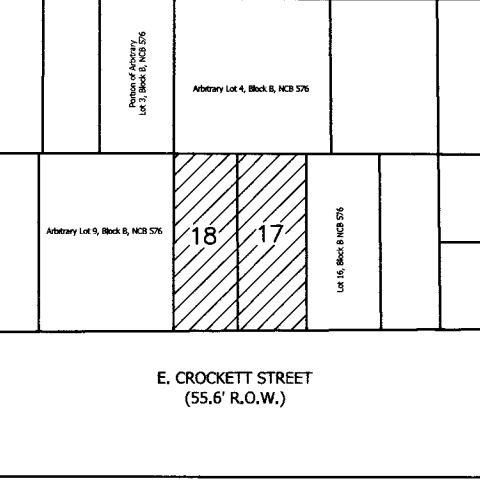 Portion of Arbitrary
Lot 3, Block B, NCB 576
Arbitrary Lot 4, Block B, NCB 576
Arbitrary Lot 9, Block B, NCB 576
18
17
Lot 16, Block B NCB 576
E. CROCKETT STREET
(55.6' R.O.W.)